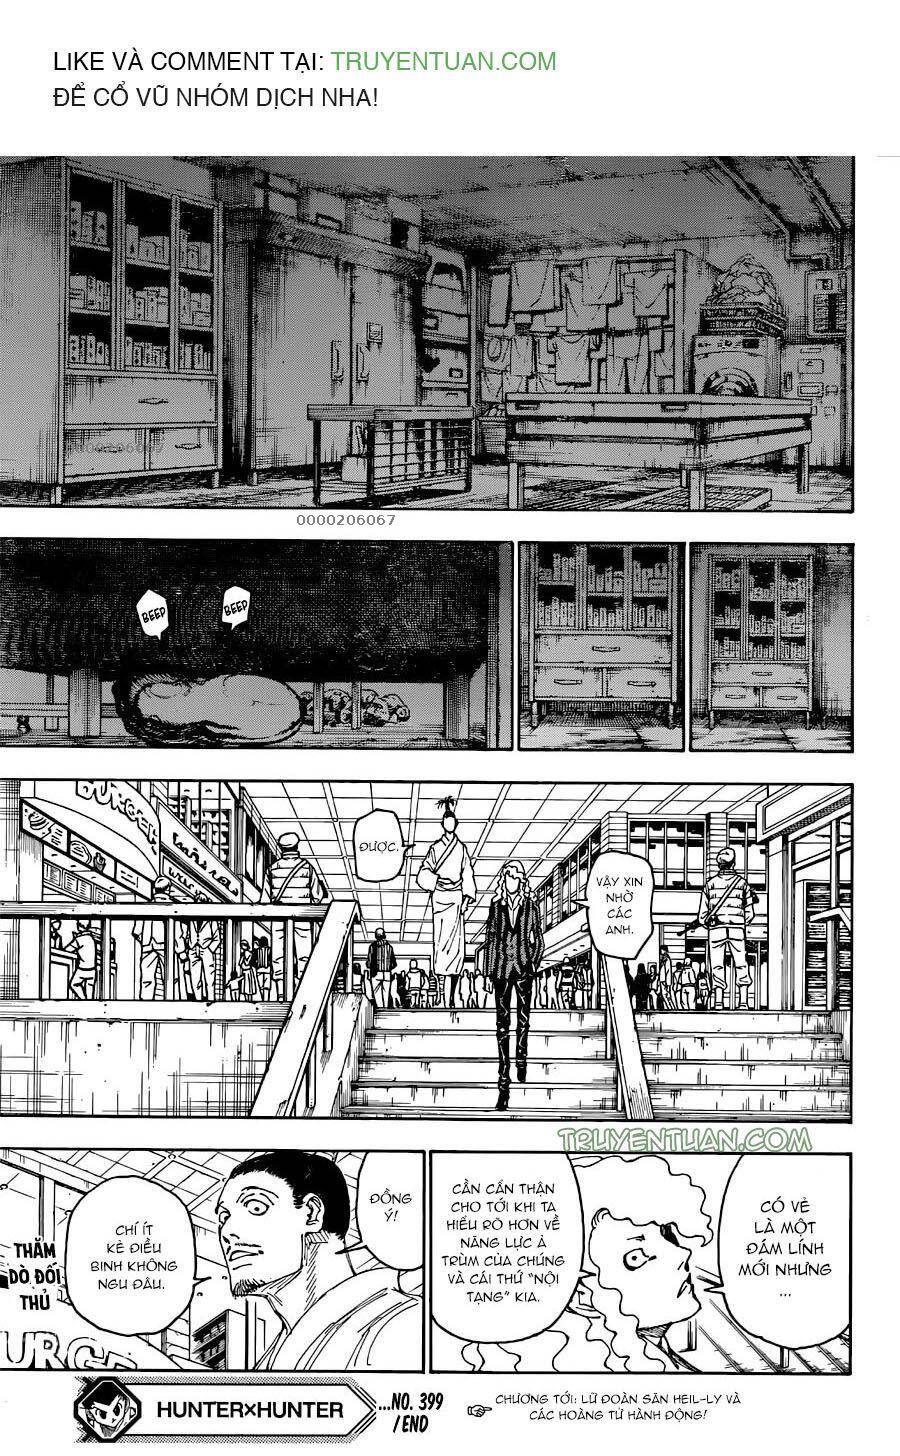 LIKE VÀ COMMENT TẠI: TRUYENTUAN.COM
ĐỂ CỔ VŨ NHÓM DỊCH NHA!
0000206067
BEEP
BEEP
BURGER
ĐƯỢC.
VẬY XIN
NHỜ
CÁC
ANH.
TRUYENTUAN.COM
CÓ VẺ
LÀ MỘT
ĐÁM LÍNH
MỚI NHƯNG
...
CẦN CẨN THẬN
CHO TỚI KHI TA
HIỂU RÕ HƠN VỀ
NĂNG LỰC Ả
TRÙM CỦA CHÚNG
VÀ CÁI THỨ “NỘI
TẠNG” KIA.
ĐỒNG
Ý!
CHÍ ÍT
KẺ ĐIỀU
BINH KHÔNG
NGU ĐÂU.
THĂM
DÒ ĐỐI
THỦ
HUNTER×HUNTER
...NO. 399
/END
CHƯƠNG TỚI: LỮ ĐOÀN SĂN HEIL-LY VÀ
CÁC HOÀNG TỬ HÀNH ĐỘNG!